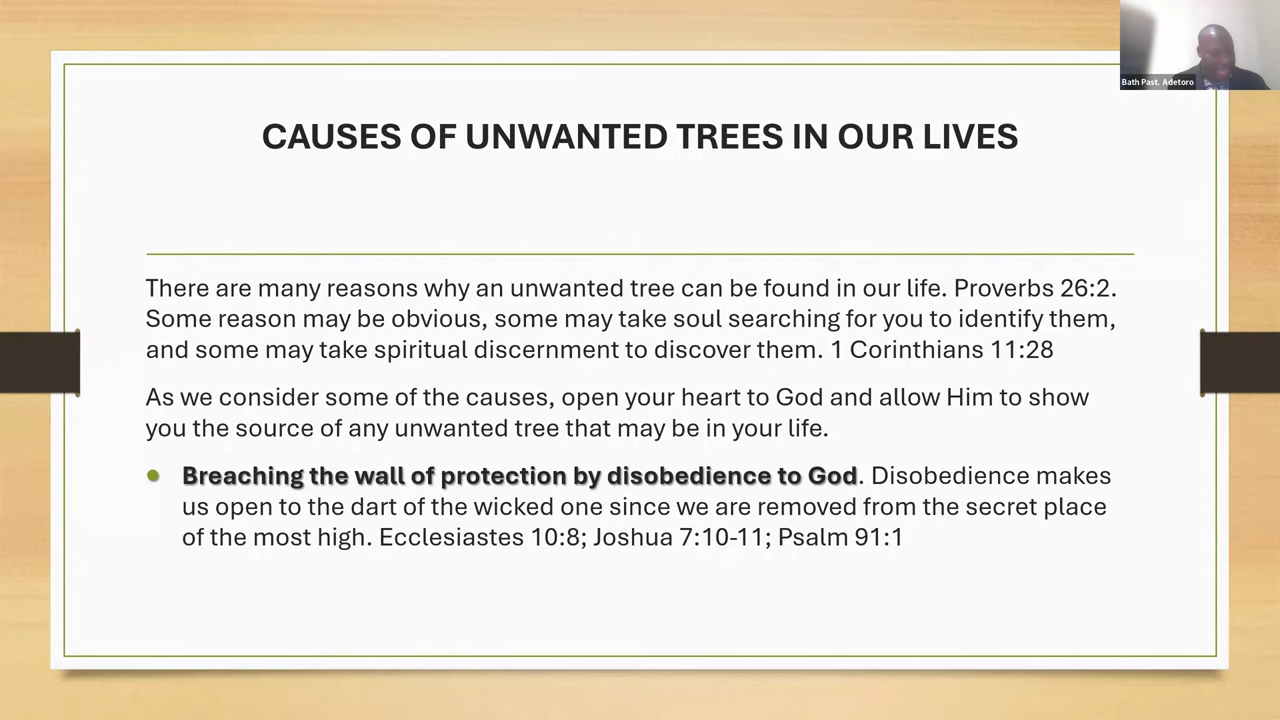 Bath Past. Adetoro
CAUSES OF UNWANTED TREES IN OUR LIVES
There are many reasons why an unwanted tree can be found in our life. Proverbs 26:2.
Some reason may be obvious, some may take soul searching for you to identify them,
and some may take spiritual discernment to discover them. 1 Corinthians 11:28
As we consider some of the causes, open your heart to God and allow Him to show
you the source of any unwanted tree that may be in your life.
● Breaching the wall of protection by disobedience to God. Disobedience makes
us open to the dart of the wicked one since we are removed from the secret place
of the most high. Ecclesiastes 10:8; Joshua 7:10-11; Psalm 91:1